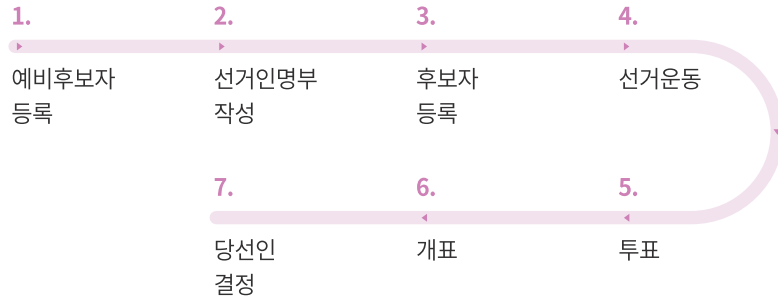 1.
예비후보자
등록
2.
선거인명부
작성
3.
후보자
등록
4.
선거운동
5.
투표
6.
개표
7.
당선인
결정